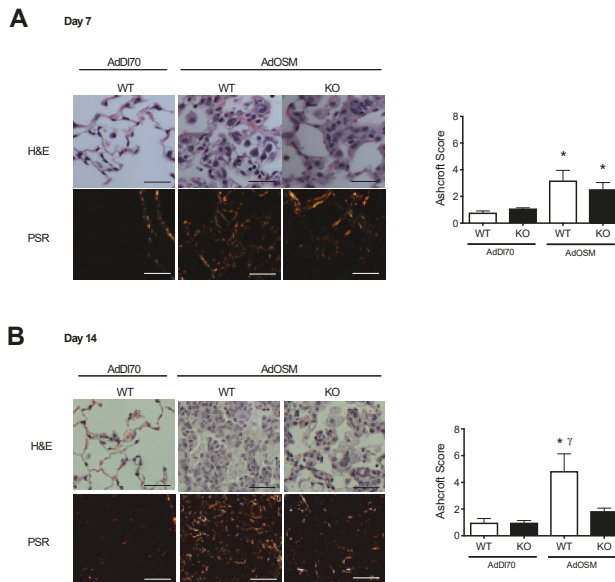 A Day 7
AdDl70 AdOSM
WT WT KO
H&E
PSR
Ashcroft Score
8
6
4
2
0
* *
WT KO WT KO
AdDl70 AdOSM
B Day 14
AdDl70 AdOSM
WT WT KO
H&E
PSR
Ashcroft Score
8
6
4
2
0
* γ
WT KO WT KO
AdDl70 AdOSM